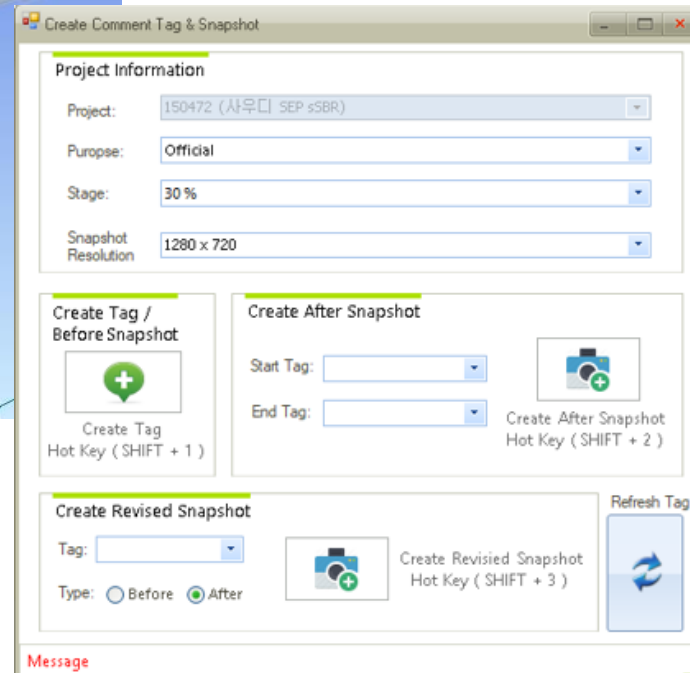 Create Comment Tag & Snapshot
Project Information
Project: 150472 (사우디 SEP sSBR)
Puropse: Official
Stage: 30 %
Snapshot
Resolution
1280 x 720
Create Tag /
Before Snapshot
Create Tag
Hot Key ( SHIFT + 1 )
Create After Snapshot
Start Tag:
End Tag:
Create After Snapshot
Hot Key ( SHIFT + 2 )
Create Revised Snapshot
Tag:
Type: Before After
Create Revisied Snapshot
Hot Key ( SHIFT + 3 )
Refresh Tag
Message